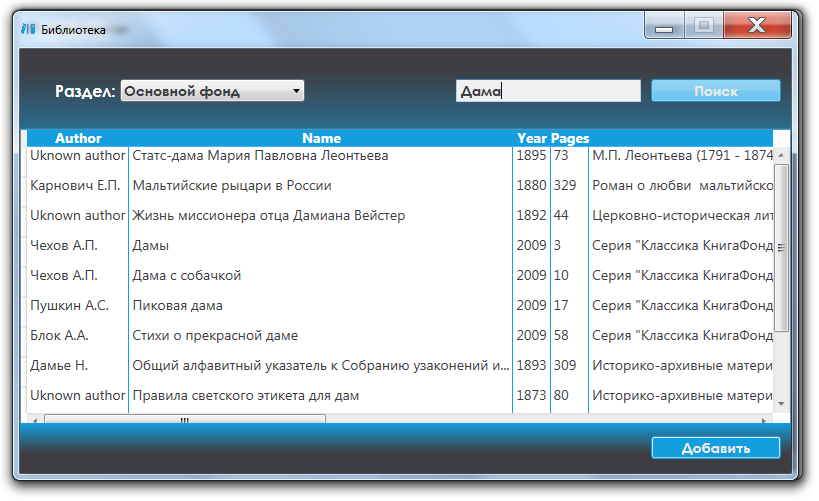 Библиотека
Раздел: Основной фонд Дама Поиск
Author Name Year Pages
Uknown author Статс-дама Мария Павловна Леонтьева 1895 73 М.П. Леонтьева (1791 - 1874
Карнович Е.П. Мальтийские рыцари в России 1880 329 Роман о любви мальтийско
Uknown author Жизнь миссионера отца Дамиана Вейстер 1892 44 Церковно-историческая лит
Чехов А.П. Дамы 2009 3 Серия "Классика КнигаФонд
Чехов А.П. Дама с собачкой 2009 10 Серия "Классика КнигаФонд
Пушкин А.С. Пиковая дама 2009 17 Серия "Классика КнигаФонд
Блок А.А. Стихи о прекрасной даме 2009 58 Серия "Классика КнигаФонд
Дамье Н. Общий алфавитный указатель к Собранию узаконений и... 1893 309 Историко-архивные матери
Uknown author Правила светского этикета для дам 1873 80 Историко-архивные матери
Добавить